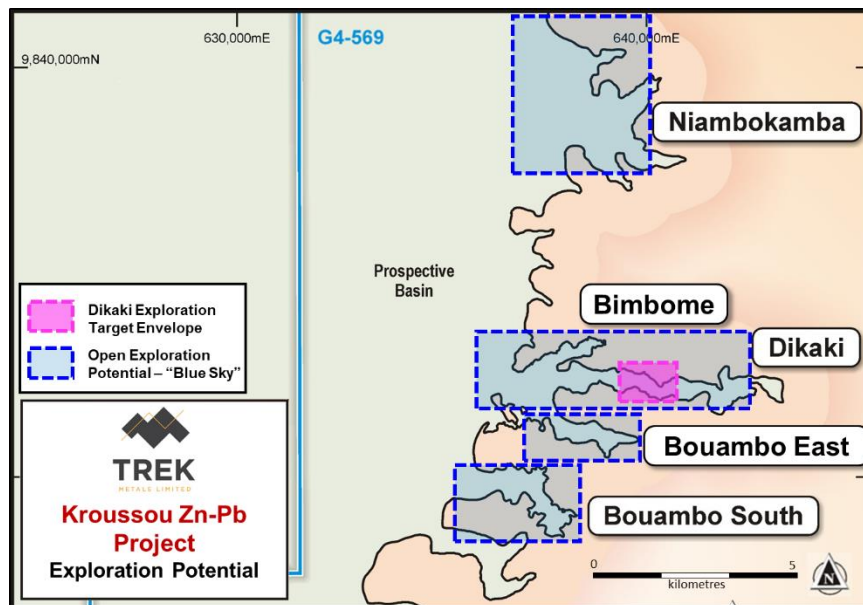 630,000mE
G4-569
640,000mE
9,840,000mN
Niambokamba
Prospective
Basin
Bimbome
Dikaki
Dikaki Exploration
Target Envelope
Open Exploration
Potential – "Blue Sky"
Bouambo East
Bouambo South
TREK
METALS LIMITED
Kroussou Zn-Pb
Project
Exploration Potential
0 5
kilometres
N